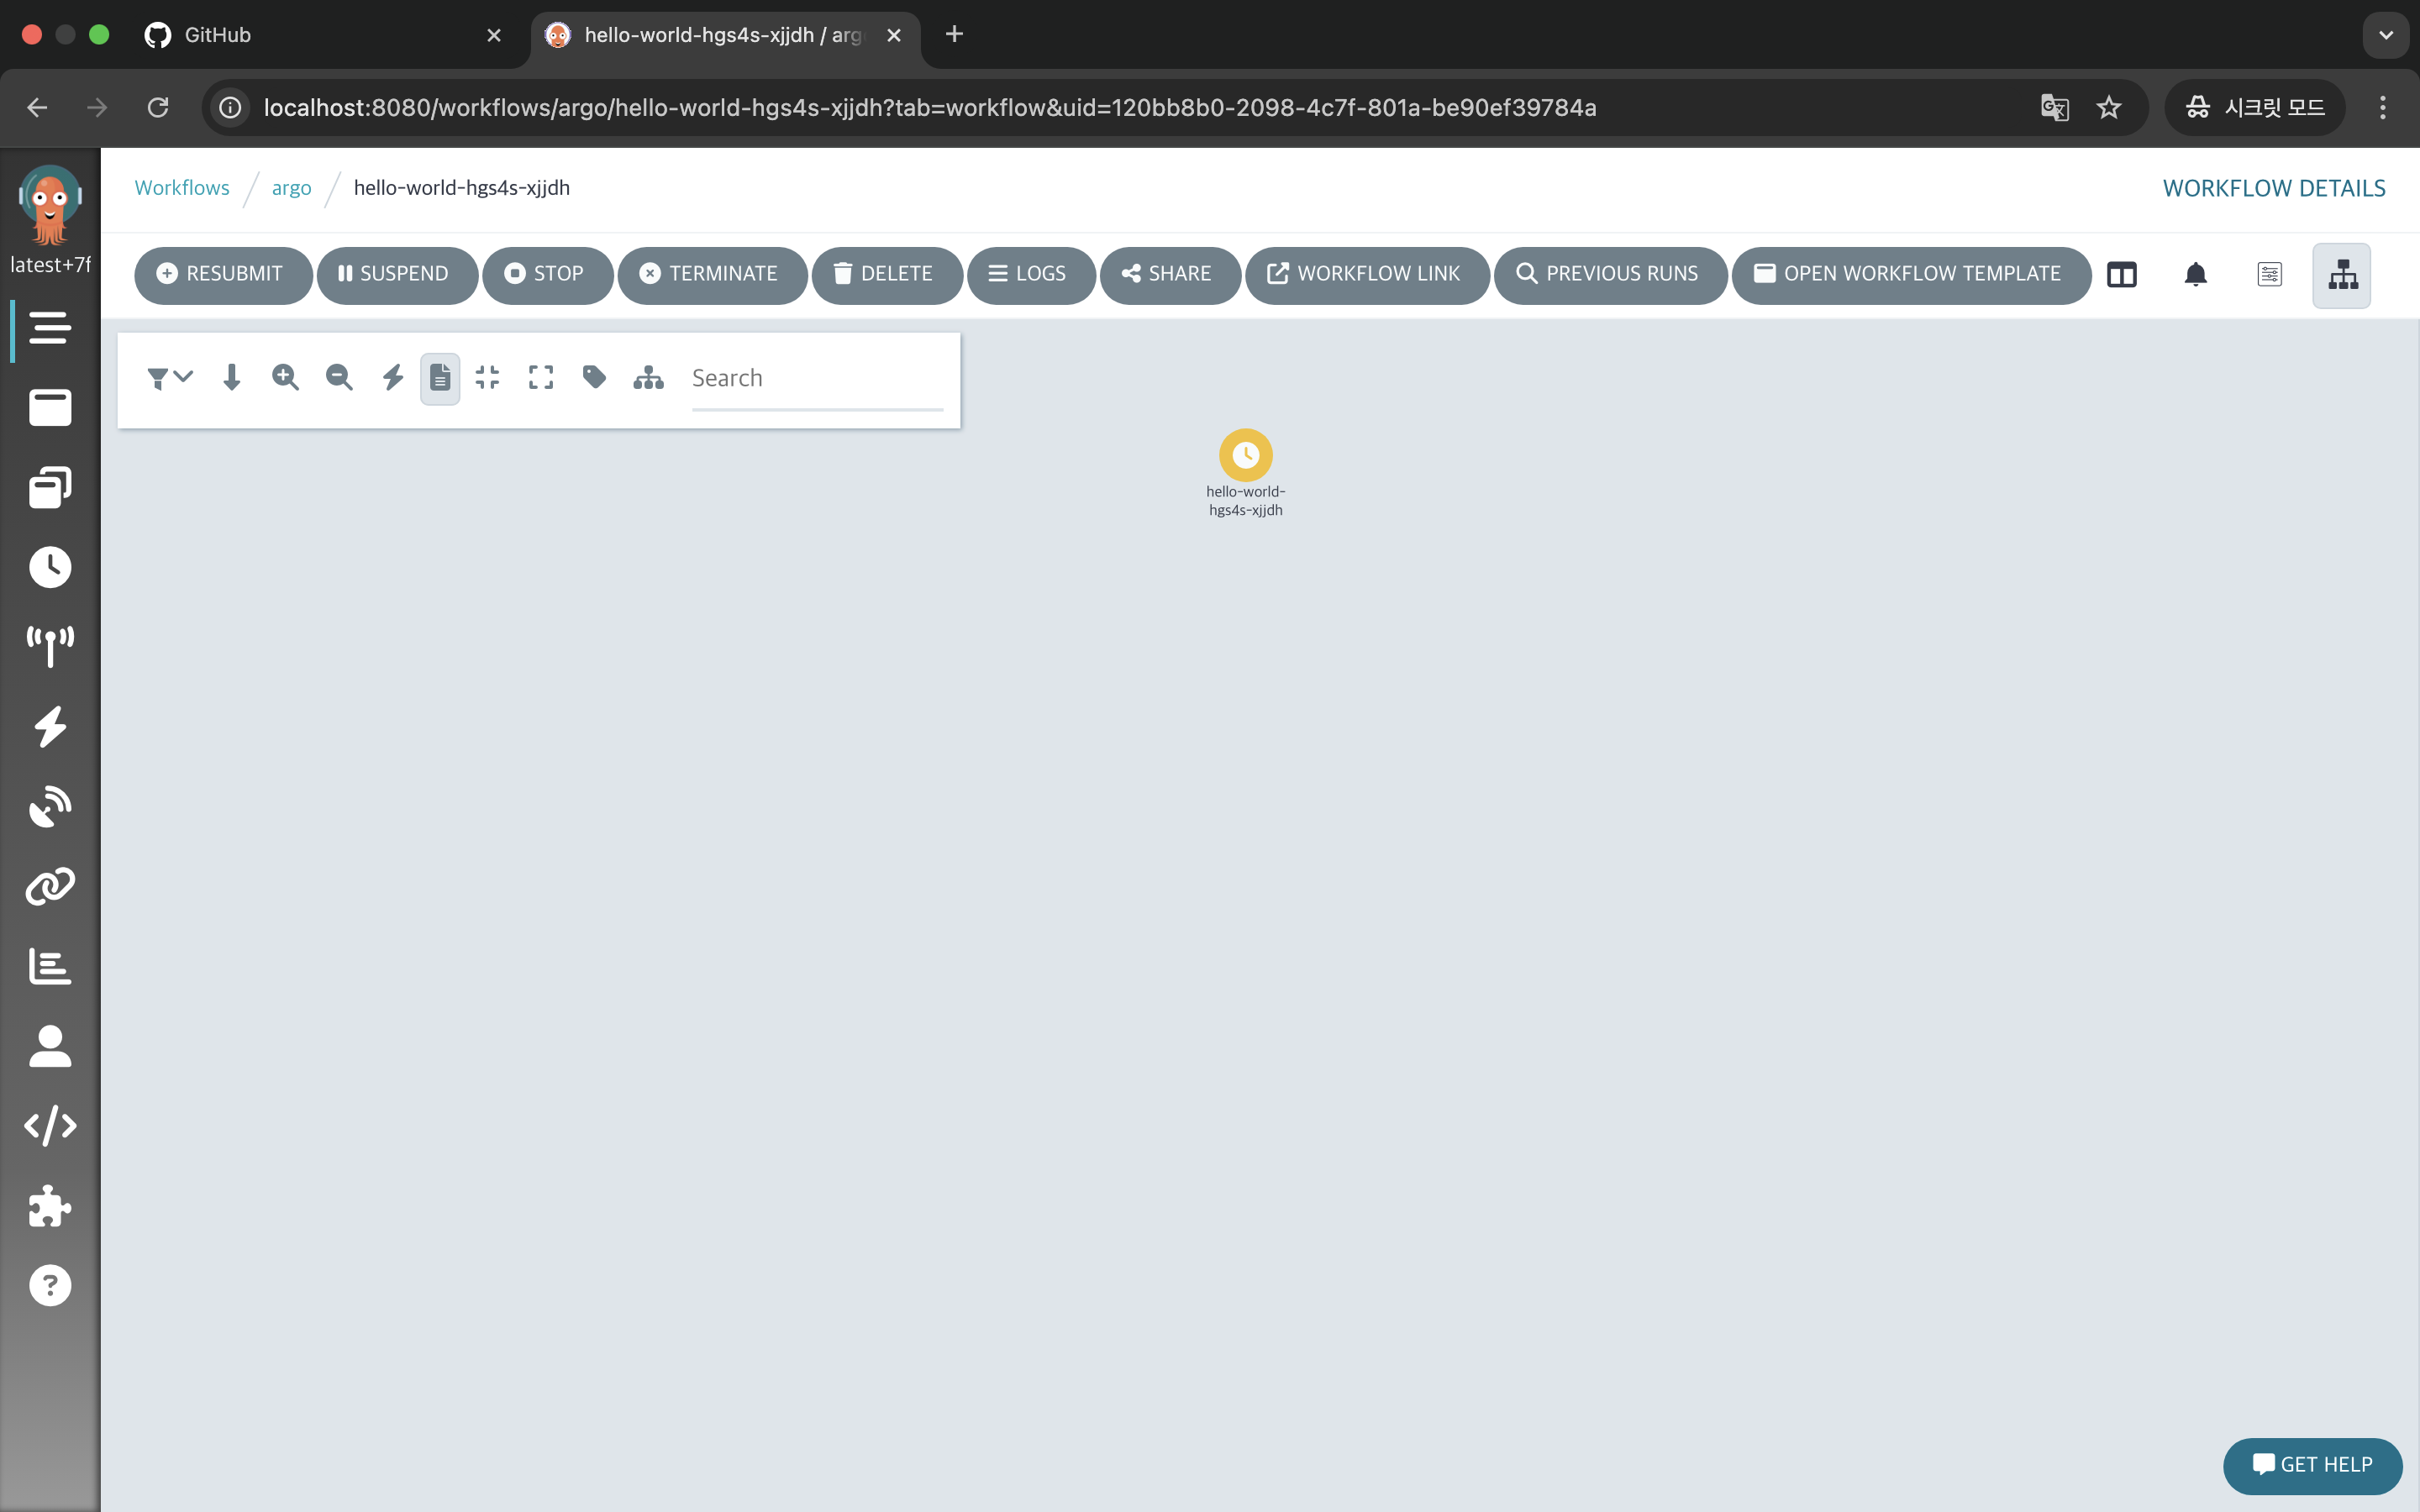 GitHub
hello-world-hgs4s-xjjdh / arg
localhost:8080/workflows/argo/hello-world-hgs4s-xjjdh?tab=workflow&uid=120bb8b0-2098-4c7f-801a-be90ef39784a
시크릿 모드
latest+7f
Workflows / argo / hello-world-hgs4s-xjjdh
WORKFLOW DETAILS
RESUBMIT SUSPEND STOP TERMINATE DELETE LOGS SHARE WORKFLOW LINK PREVIOUS RUNS OPEN WORKFLOW TEMPLATE
Search
hello-world-
hgs4s-xjjdh
GET HELP